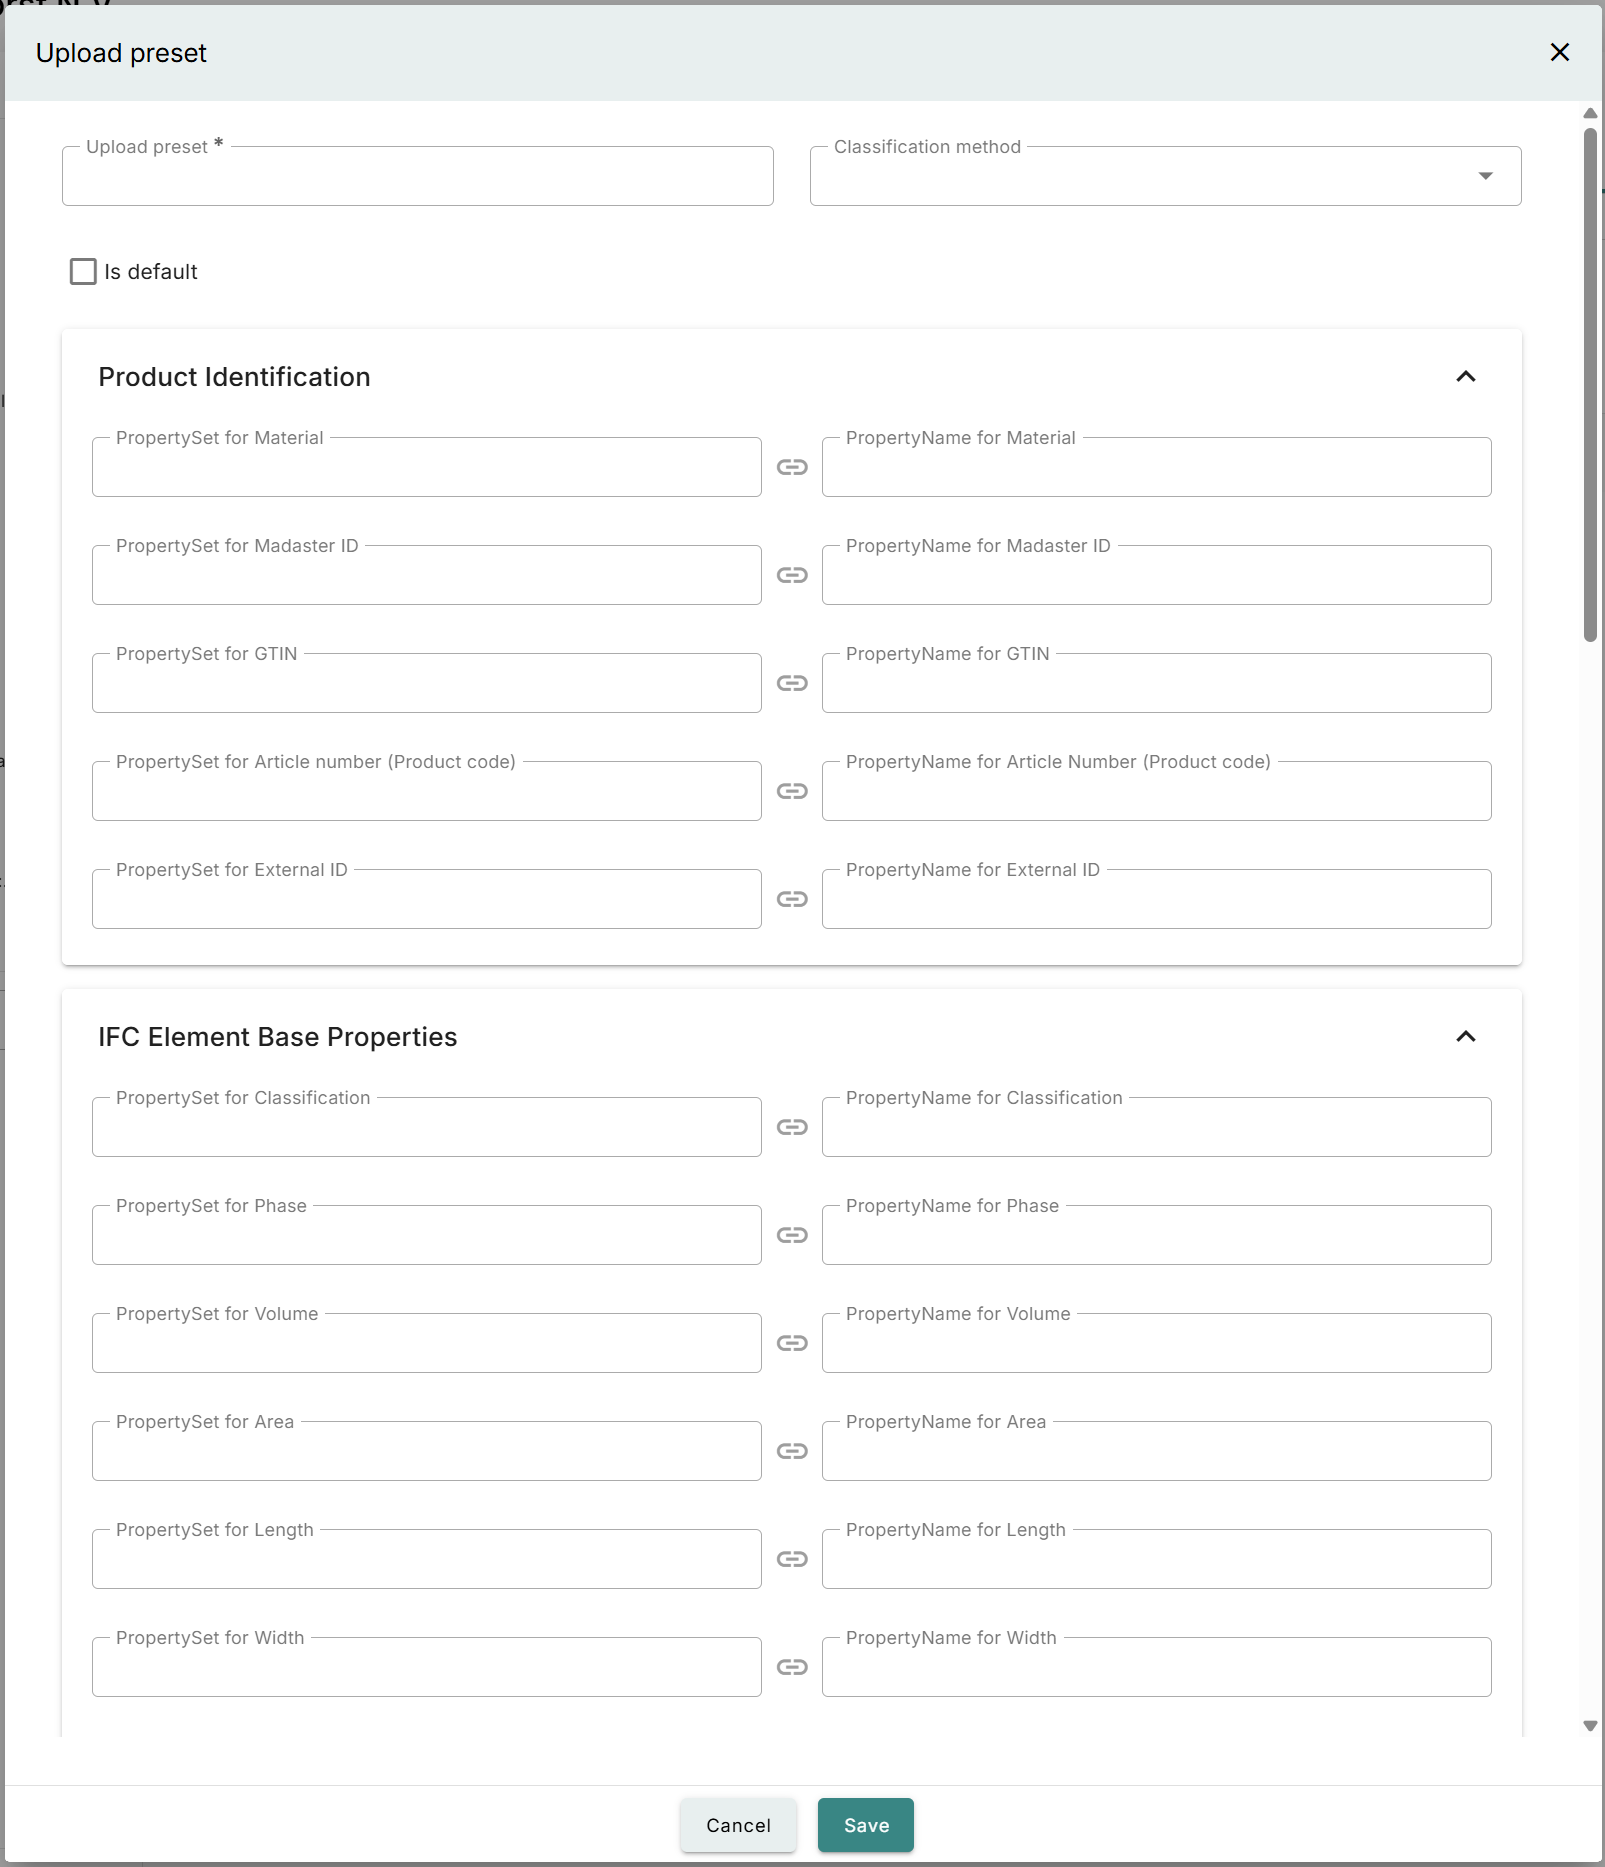 Upload preset
Upload preset *
Classification method
Is default
Product Identification
PropertySet for Material
PropertyName for Material
PropertySet for Madaster ID
PropertyName for Madaster ID
PropertySet for GTIN
PropertyName for GTIN
PropertySet for Article number (Product code)
PropertyName for Article Number (Product code)
PropertySet for External ID
PropertyName for External ID
IFC Element Base Properties
PropertySet for Classification
PropertyName for Classification
PropertySet for Phase
PropertyName for Phase
PropertySet for Volume
PropertyName for Volume
PropertySet for Area
PropertyName for Area
PropertySet for Length
PropertyName for Length
PropertySet for Width
PropertyName for Width
Cancel
Save